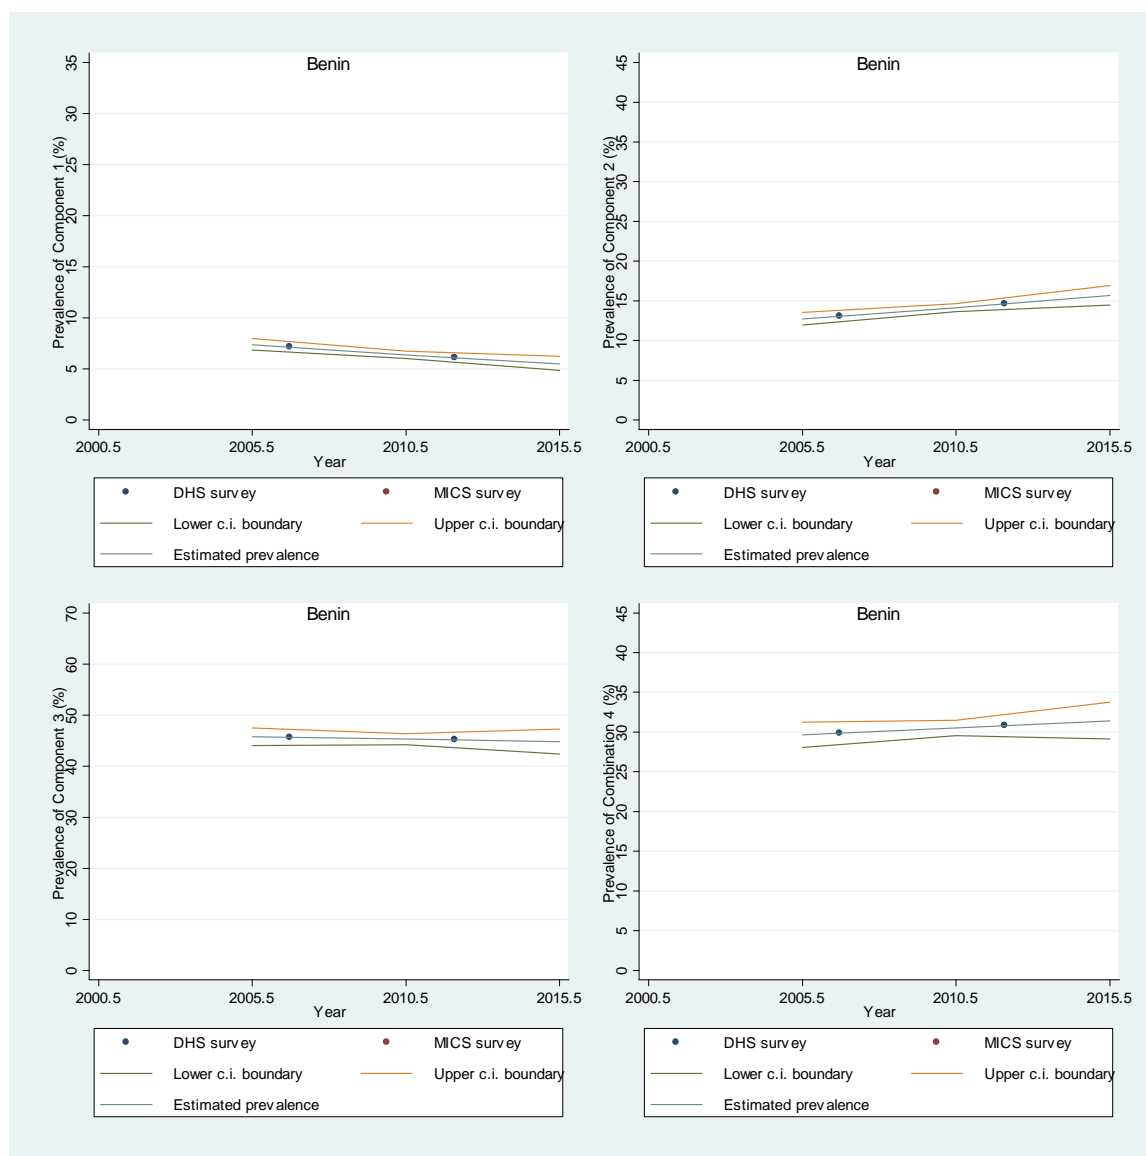 Benin
Prevalence of Component 1 (%)
35
30
25
20
15
10
5
0
2000.5 2005.5 2010.5 2015.5
Year
DHS survey MICS survey
Lower c.i. boundary Upper c.i. boundary
Estimated prevalence
Benin
Prevalence of Component 2 (%)
45
40
35
30
25
20
15
10
5
0
2000.5 2005.5 2010.5 2015.5
Year
DHS survey MICS survey
Lower c.i. boundary Upper c.i. boundary
Estimated prevalence
Benin
Prevalence of Component 3 (%)
70
60
50
40
30
20
10
0
2000.5 2005.5 2010.5 2015.5
Year
DHS survey MICS survey
Lower c.i. boundary Upper c.i. boundary
Estimated prevalence
Benin
Prevalence of Combination 4 (%)
45
40
35
30
25
20
15
10
5
0
2000.5 2005.5 2010.5 2015.5
Year
DHS survey MICS survey
Lower c.i. boundary Upper c.i. boundary
Estimated prevalence